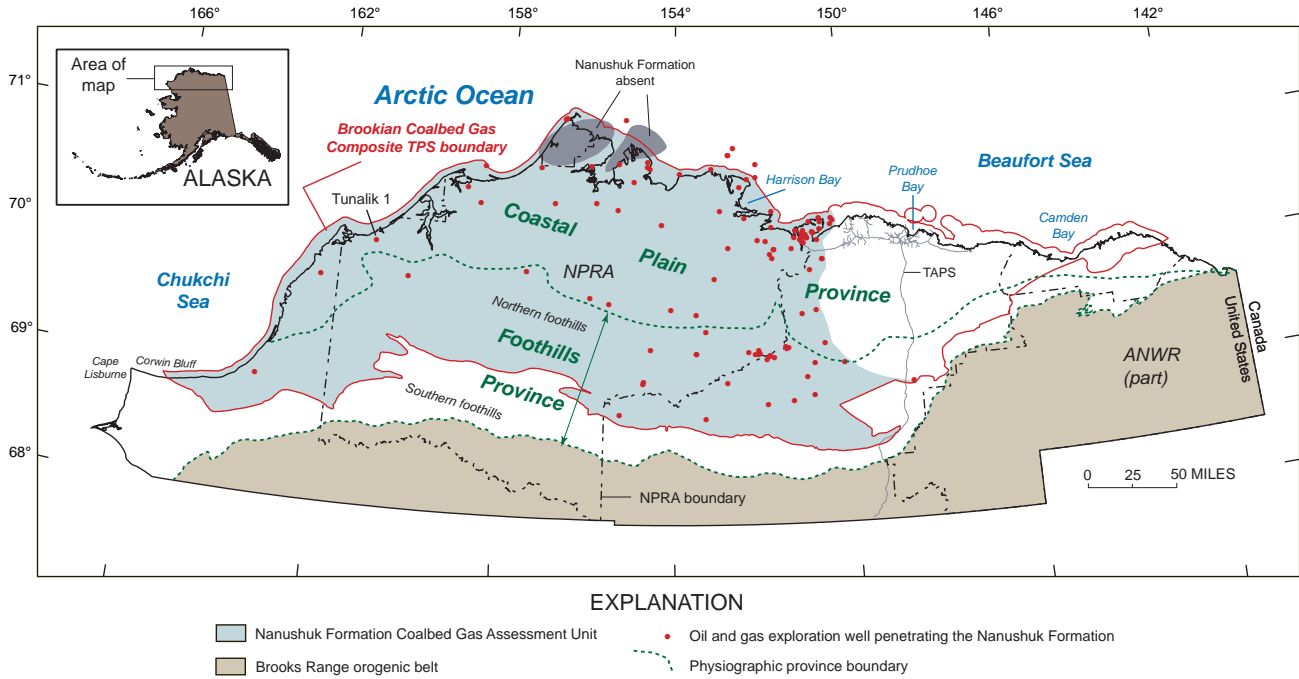 166°
162°
158°
154°
150°
146°
142°
71°
70°
69°
68°
Area of
map
ALASKA
Arctic Ocean
Nanushuk Formation
absent
Brookian Coalbed Gas
Composite TPS boundary
Tunalik 1
Beaufort Sea
Prudhoe
Bay
Harrison Bay
Camden
Bay
Chukchi
Sea
Coastal
Plain
Province
NPRA
TAPS
Northern foothills
Foothills
Province
Southern foothills
Cape
Lisburne
Corwin Bluff
Canada
United States
ANWR
(part)
0 25 50 MILES
NPRA boundary
EXPLANATION
Nanushuk Formation Coalbed Gas Assessment Unit
Brooks Range orogenic belt
Oil and gas exploration well penetrating the Nanushuk Formation
Physiographic province boundary